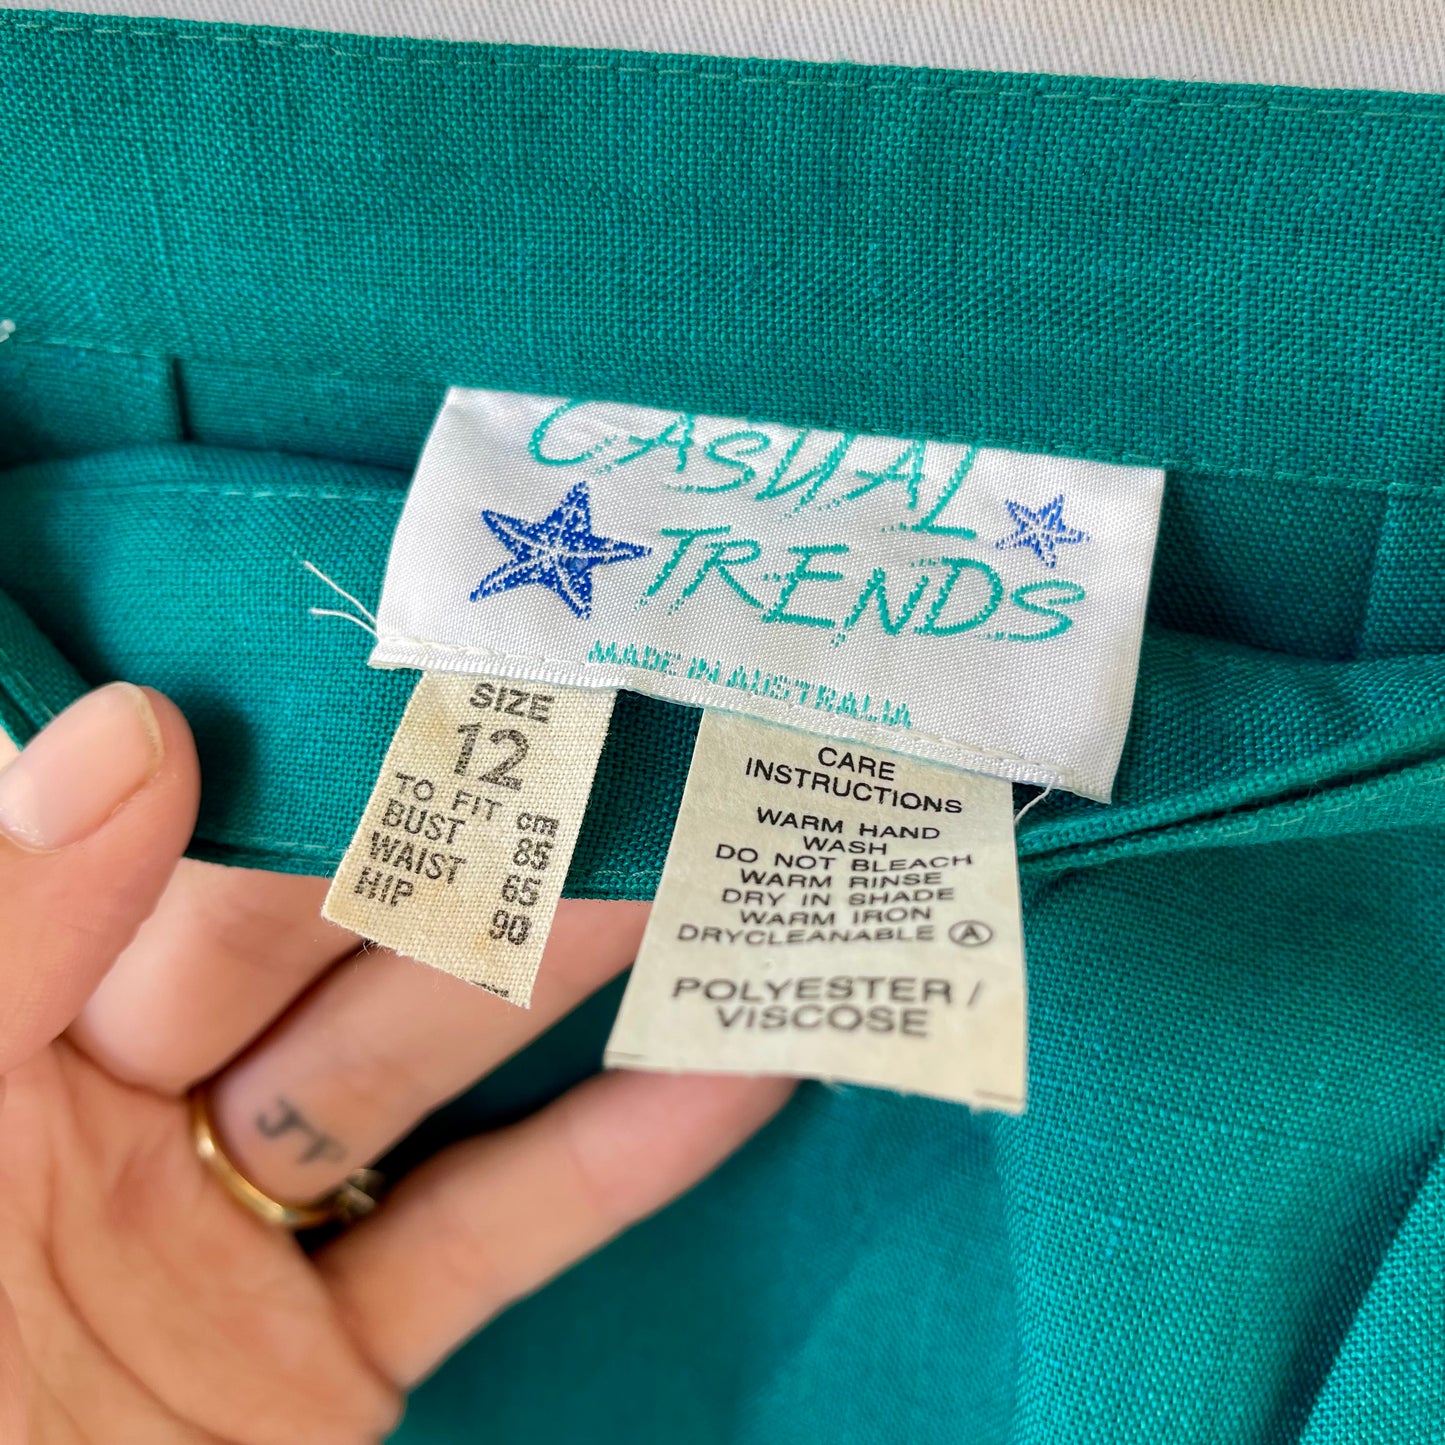 CASUAL
TRENDS
MADE IN AUSTRALIA
SIZE
12
TO FIT cm
BUST 85
WAIST 65
HIP 90
CARE
INSTRUCTIONS
WARM HAND
WASH
DO NOT BLEACH
WARM RINSE
DRY IN SHADE
WARM IRON
DRYCLEANABLE Ⓐ
POLYESTER /
VISCOSE